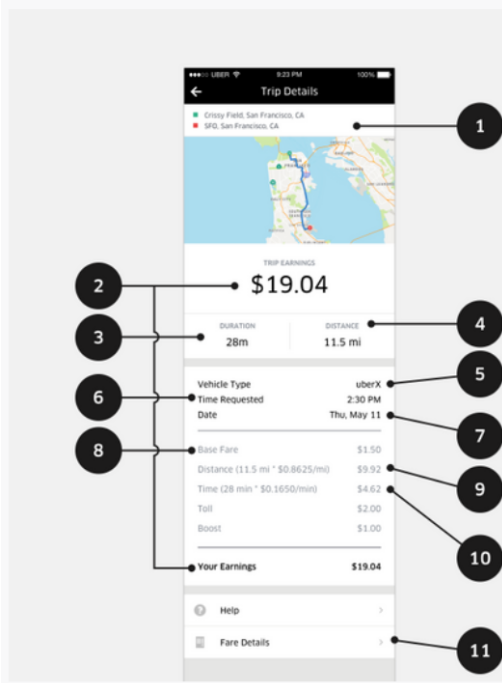 UBER 9:23 PM 100%
Trip Details
Crissy Field, San Francisco, CA
SFO, San Francisco, CA
1
TRIP EARNINGS
2
$19.04
DURATION DISTANCE
4
3
28m 11.5 mi
5
Vehicle Type uberX
6
Time Requested 2:30 PM
Date Thu, May 11
7
8
Base Fare $1.50
Distance (11.5 mi * $0.8625/mi) $9.92
9
Time (28 min * $0.1650/min) $4.62
Toll $2.00
Boost $1.00
10
Your Earnings $19.04
Help
Fare Details
11